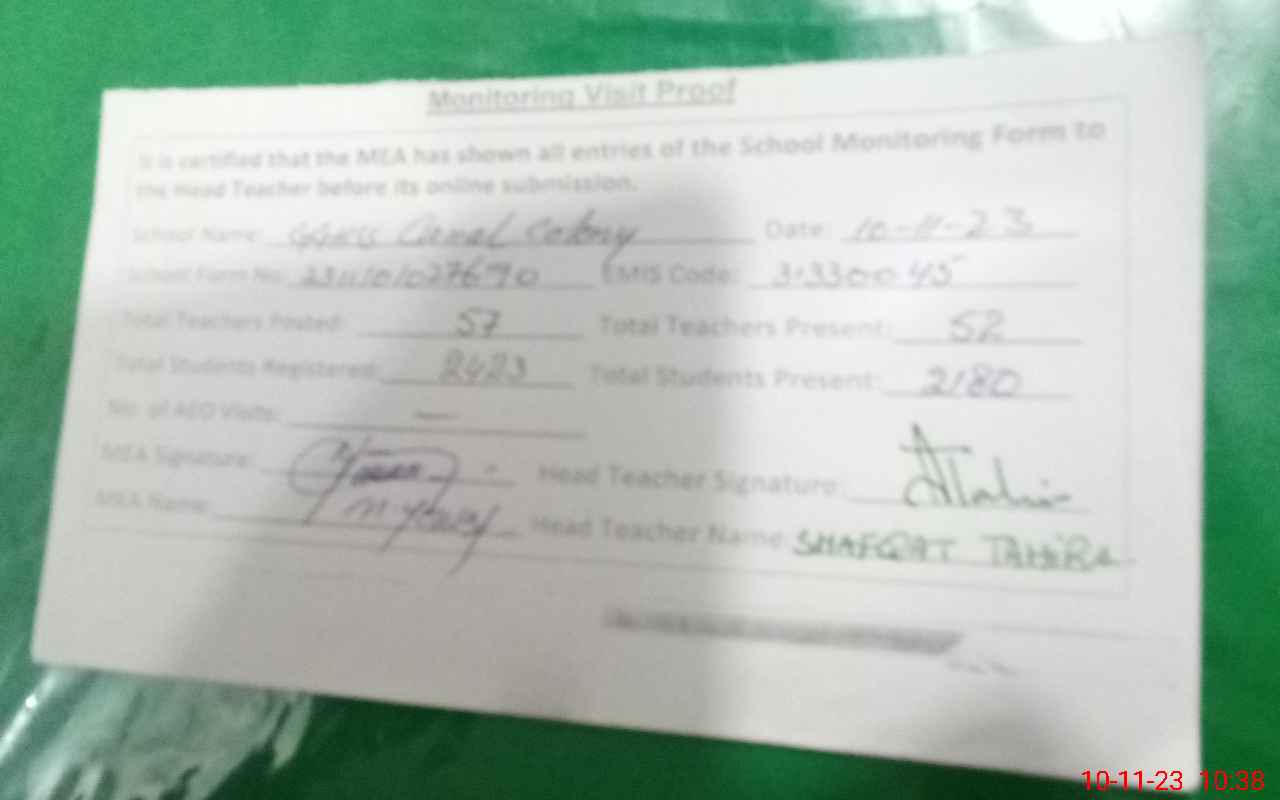 Monitoring Visit Proof
It is certified that the MEA has shown all entries of the School Monitoring Form to
the Head Teacher before its online submission.
School Name: Canal Colony Date: 10-11-23
School Form No: EMIS Code: 31330045
Total Teachers Posted: 57 Total Teachers Present: 52
Total Students Registered: 2423 Total Students Present: 2180
No. of AEO Visits: —
MEA Signature: Head Teacher Signature:
MEA Name: Head Teacher Name: SHAFQAT TAHIRA
10-11-23 10:38